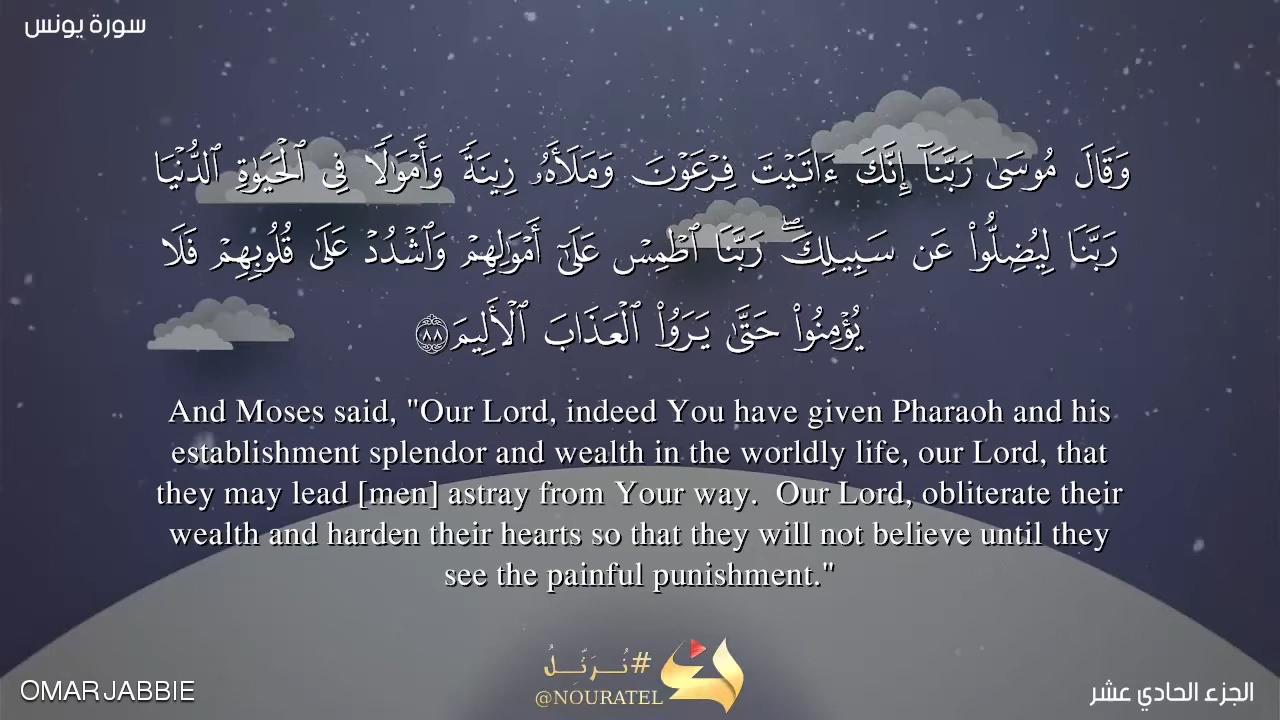 سورة يونس
وَقَالَ مُوسَىٰ رَبَّنَآ إِنَّكَ ءَاتَيْتَ فِرْعَوْنَ وَمَلَأَهُۥ زِينَةً وَأَمْوَٰلًا فِى ٱلْحَيَوٰةِ ٱلدُّنْيَا
رَبَّنَا لِيُضِلُّوا۟ عَن سَبِيلِكَ ۖ رَبَّنَا ٱطْمِسْ عَلَىٰٓ أَمْوَٰلِهِمْ وَٱشْدُدْ عَلَىٰ قُلُوبِهِمْ فَلَا
يُؤْمِنُوا۟ حَتَّىٰ يَرَوُا۟ ٱلْعَذَابَ ٱلْأَلِيمَ ٨٨
And Moses said, "Our Lord, indeed You have given Pharaoh and his
establishment splendor and wealth in the worldly life, our Lord, that
they may lead [men] astray from Your way.  Our Lord, obliterate their
wealth and harden their hearts so that they will not believe until they
see the painful punishment."
#نُرَتِّلُ
@NOURATEL
OMAR JABBIE
الجزء الحادي عشر